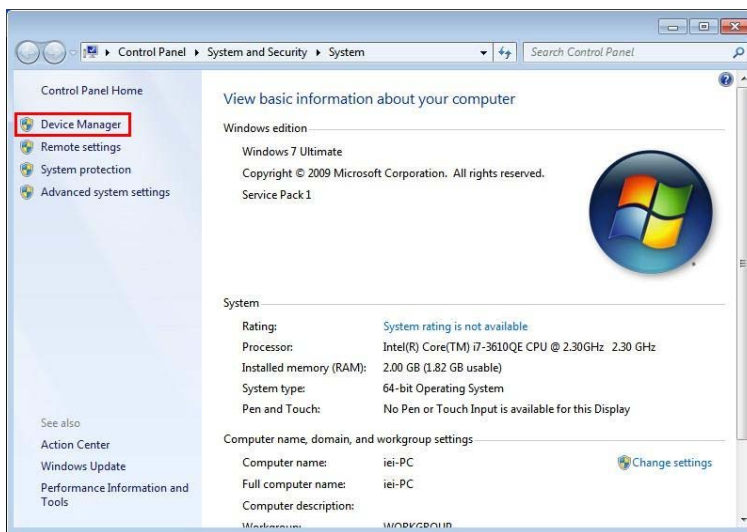 Control Panel ▸ System and Security ▸ System
Search Control Panel
Control Panel Home
Device Manager
Remote settings
System protection
Advanced system settings
See also
Action Center
Windows Update
Performance Information and
Tools
View basic information about your computer
Windows edition
Windows 7 Ultimate
Copyright © 2009 Microsoft Corporation. All rights reserved.
Service Pack 1
System
Rating: System rating is not available
Processor: Intel(R) Core(TM) i7-3610QE CPU @ 2.30GHz 2.30 GHz
Installed memory (RAM): 2.00 GB (1.82 GB usable)
System type: 64-bit Operating System
Pen and Touch: No Pen or Touch Input is available for this Display
Computer name, domain, and workgroup settings
Computer name: iei-PC Change settings
Full computer name: iei-PC
Computer description:
Workgroup: WORKGROUP